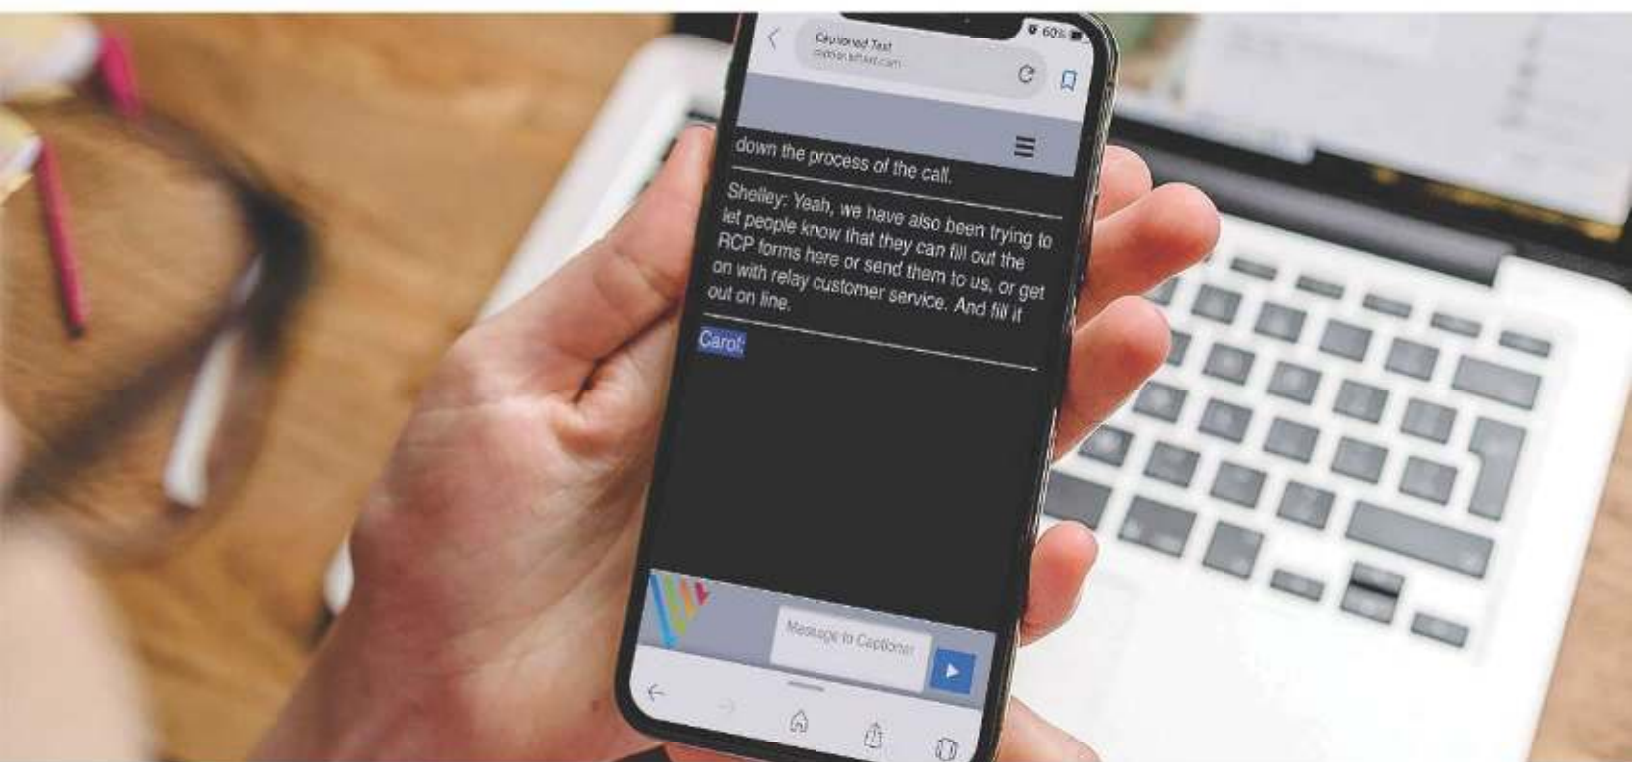 60%
Captioned Text
down the process of the call.
Shelley: Yeah, we have also been trying to
let people know that they can fill out the
RCP forms here or send them to us, or get
on with relay customer service. And fill it
out on line.
Carol:
Message to Captioner